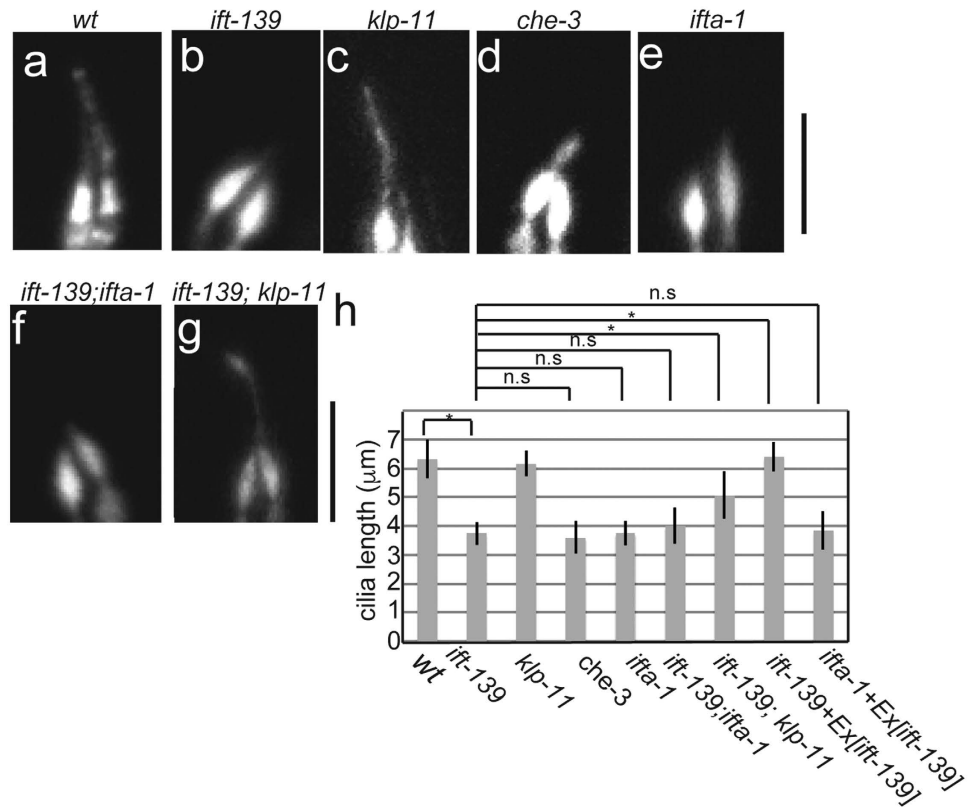 wt
ift-139
klp-11
che-3
ifta-1
a
b
c
d
e
ift-139;ifta-1
ift-139; klp-11
f
g
h
n.s
*
*
n.s
n.s
n.s
*
cilia length (μm)
7
6
5
4
3
2
1
0
wt
ift-139
klp-11
che-3
ifta-1
ift-139;ifta-1
ift-139; klp-11
ift-139+Ex[ift-139]
ifta-1+Ex[ift-139]